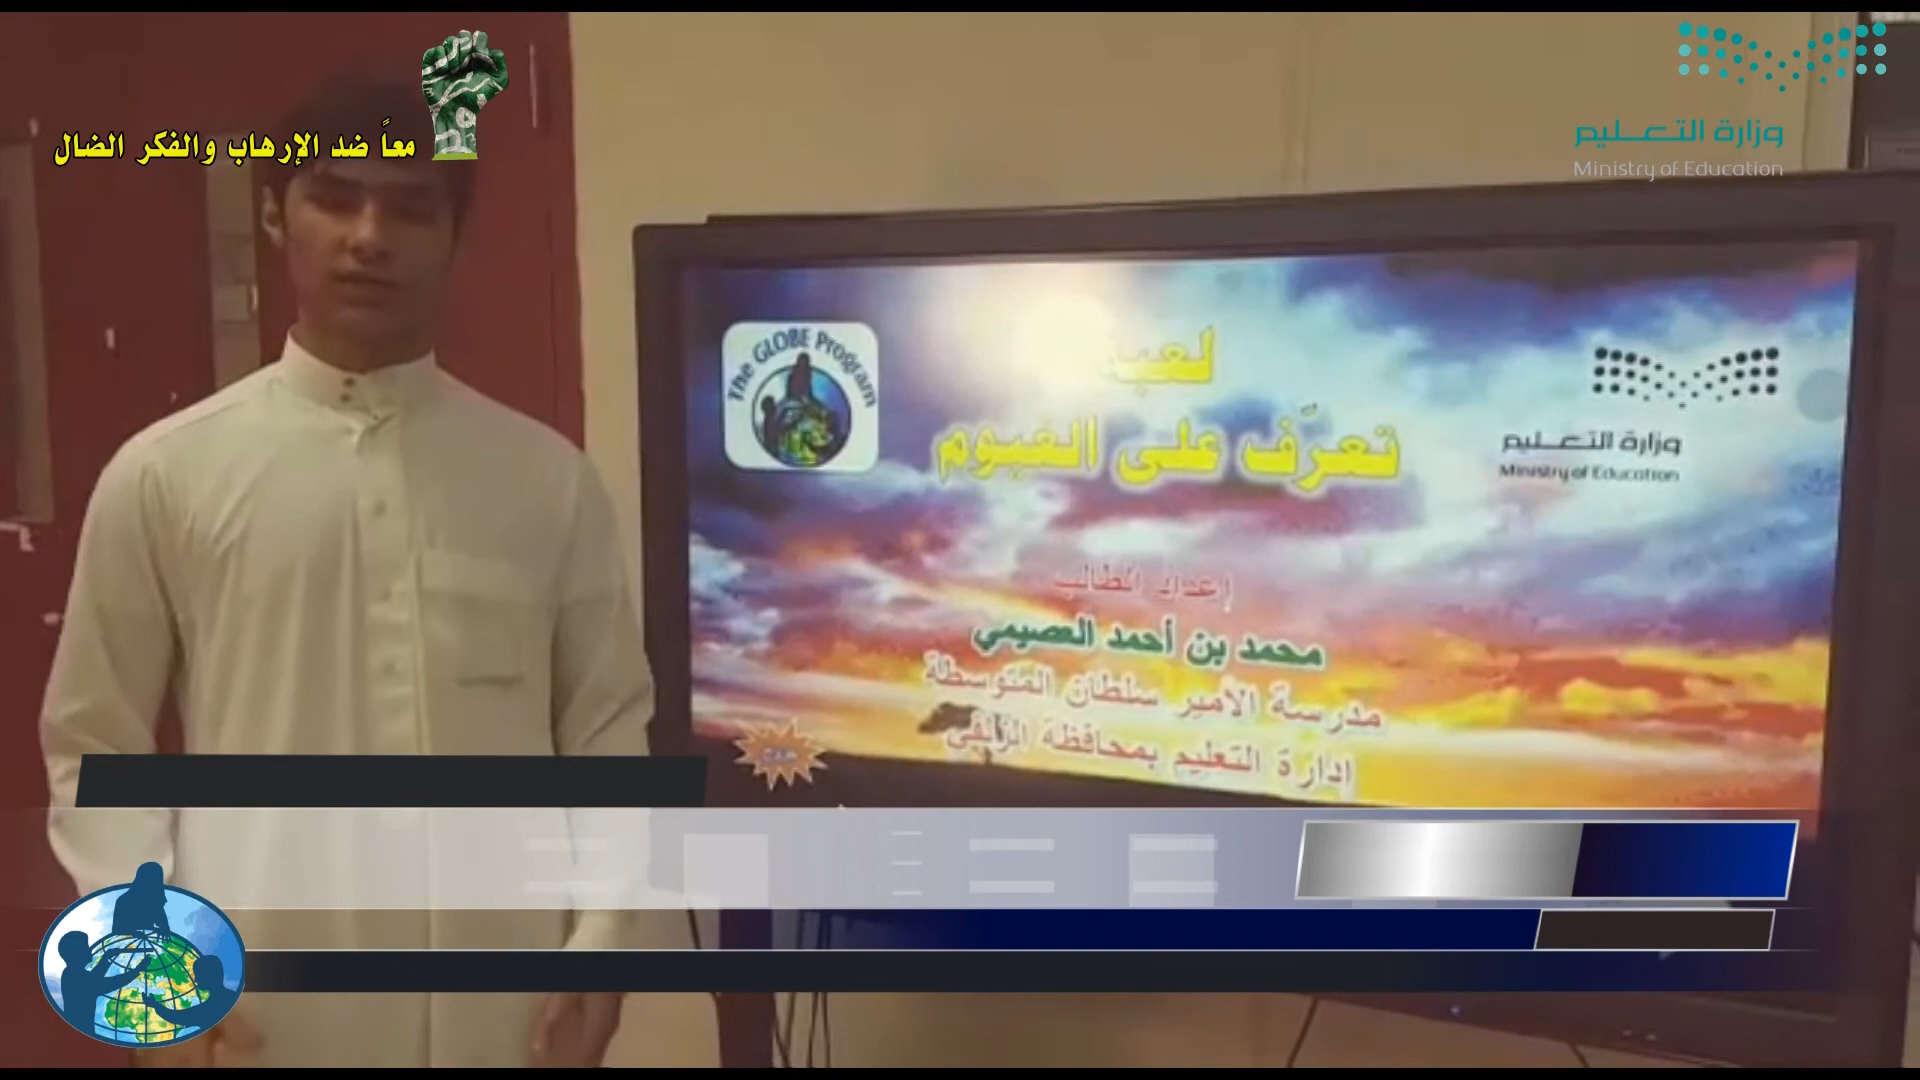 معاً ضد الإرهاب والفكر الضال
وزارة التعليم
Ministry of Education
The GLOBE Program
لعبة
تعرّف على الغيوم
وزارة التعليم
Ministry of Education
إعداد الطالب
محمد بن أحمد العصيمي
مدرسة الأمير سلطان المتوسطة
إدارة التعليم بمحافظة الزلفي